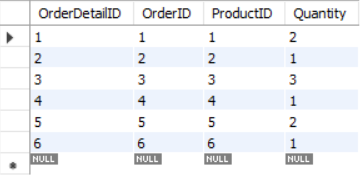 OrderDetailID OrderID ProductID Quantity
1 1 1 2
2 2 2 1
3 3 3 3
4 4 4 1
5 5 5 2
6 6 6 1
NULL NULL NULL NULL